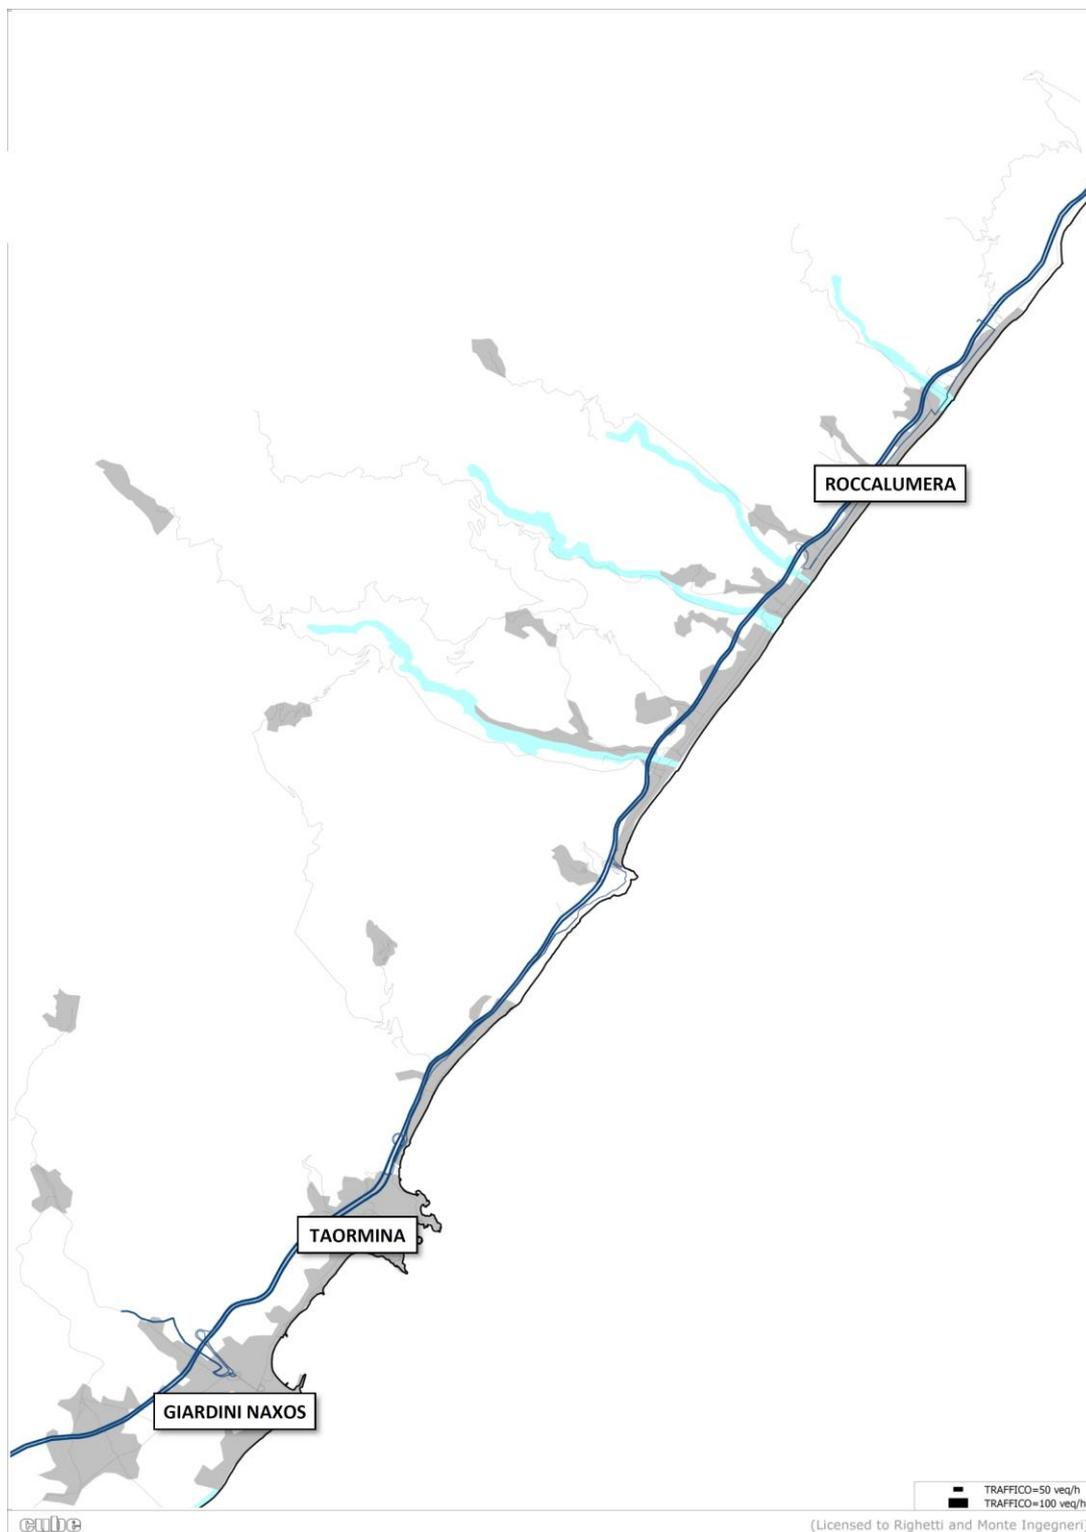 ROCCALUMERA
TAORMINA
GIARDINI NAXOS
TRAFFICO=50 veq/h
TRAFFICO=100 veq/h
cube
(Licensed to Righetti and Monte Ingegneri)